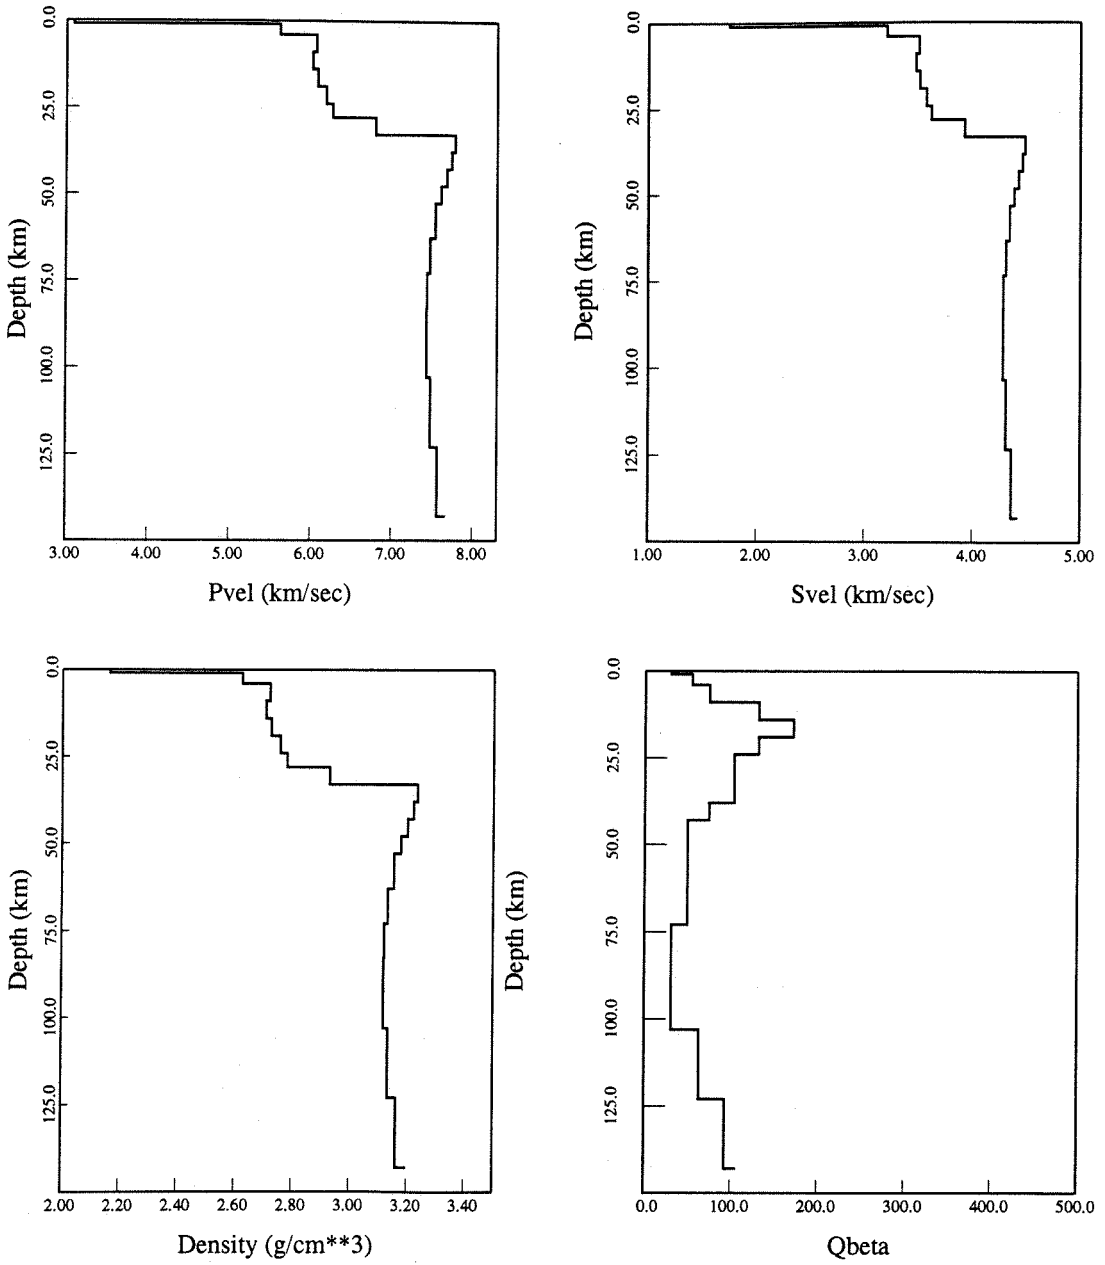 0.0
25.0
50.0
75.0
100.0
125.0
Depth (km)
3.00 4.00 5.00 6.00 7.00 8.00
Pvel (km/sec)
0.0
25.0
50.0
75.0
100.0
125.0
Depth (km)
1.00 2.00 3.00 4.00 5.00
Svel (km/sec)
0.0
25.0
50.0
75.0
100.0
125.0
Depth (km)
2.00 2.20 2.40 2.60 2.80 3.00 3.20 3.40
Density (g/cm**3)
0.0
25.0
50.0
75.0
100.0
125.0
Depth (km)
0.0 100.0 200.0 300.0 400.0 500.0
Qbeta